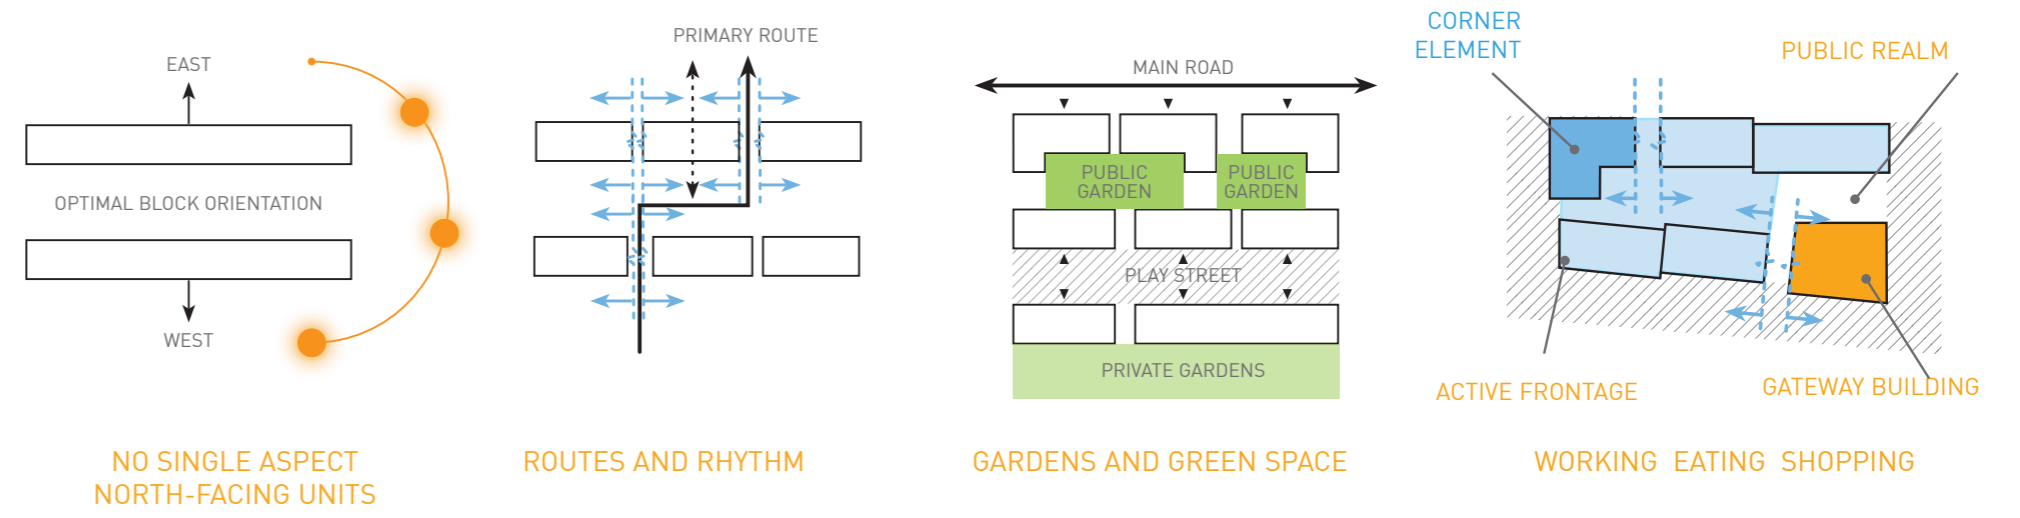 EAST
OPTIMAL BLOCK ORIENTATION
WEST
NO SINGLE ASPECT
NORTH-FACING UNITS
PRIMARY ROUTE
ROUTES AND RHYTHM
MAIN ROAD
PUBLIC
GARDEN
PUBLIC
GARDEN
PLAY STREET
PRIVATE GARDENS
GARDENS AND GREEN SPACE
CORNER
ELEMENT
PUBLIC REALM
ACTIVE FRONTAGE
GATEWAY BUILDING
WORKING EATING SHOPPING